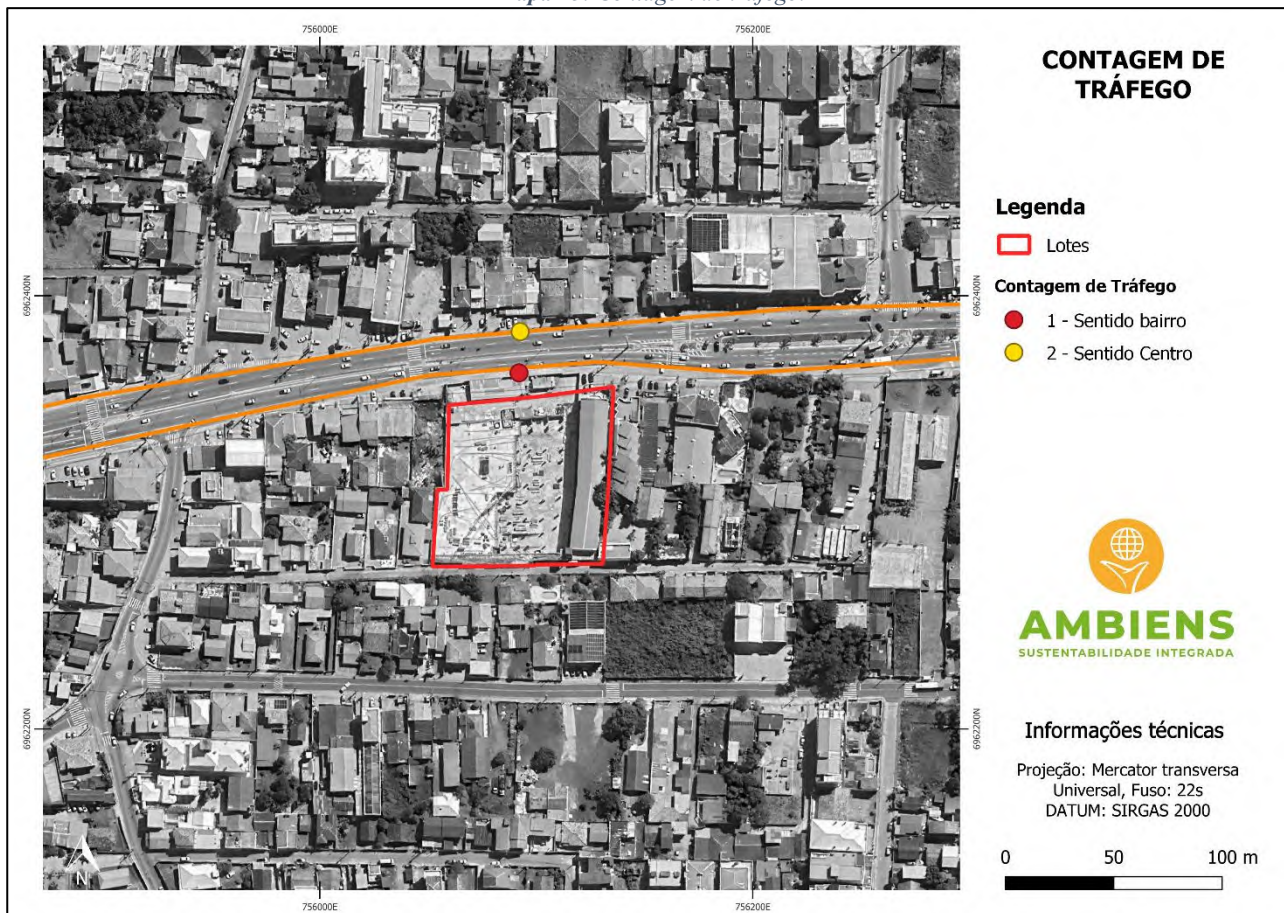 756000E
756200E
CONTAGEM DE
TRÁFEGO
Legenda
Lotes
Contagem de Tráfego
1 - Sentido bairro
2 - Sentido Centro
6962400N
6962400N
AMBIENS
SUSTENTABILIDADE INTEGRADA
6962200N
6962200N
Informações técnicas
Projeção: Mercator transversa
Universal, Fuso: 22s
DATUM: SIRGAS 2000
N
0 50 100 m
756000E
756200E